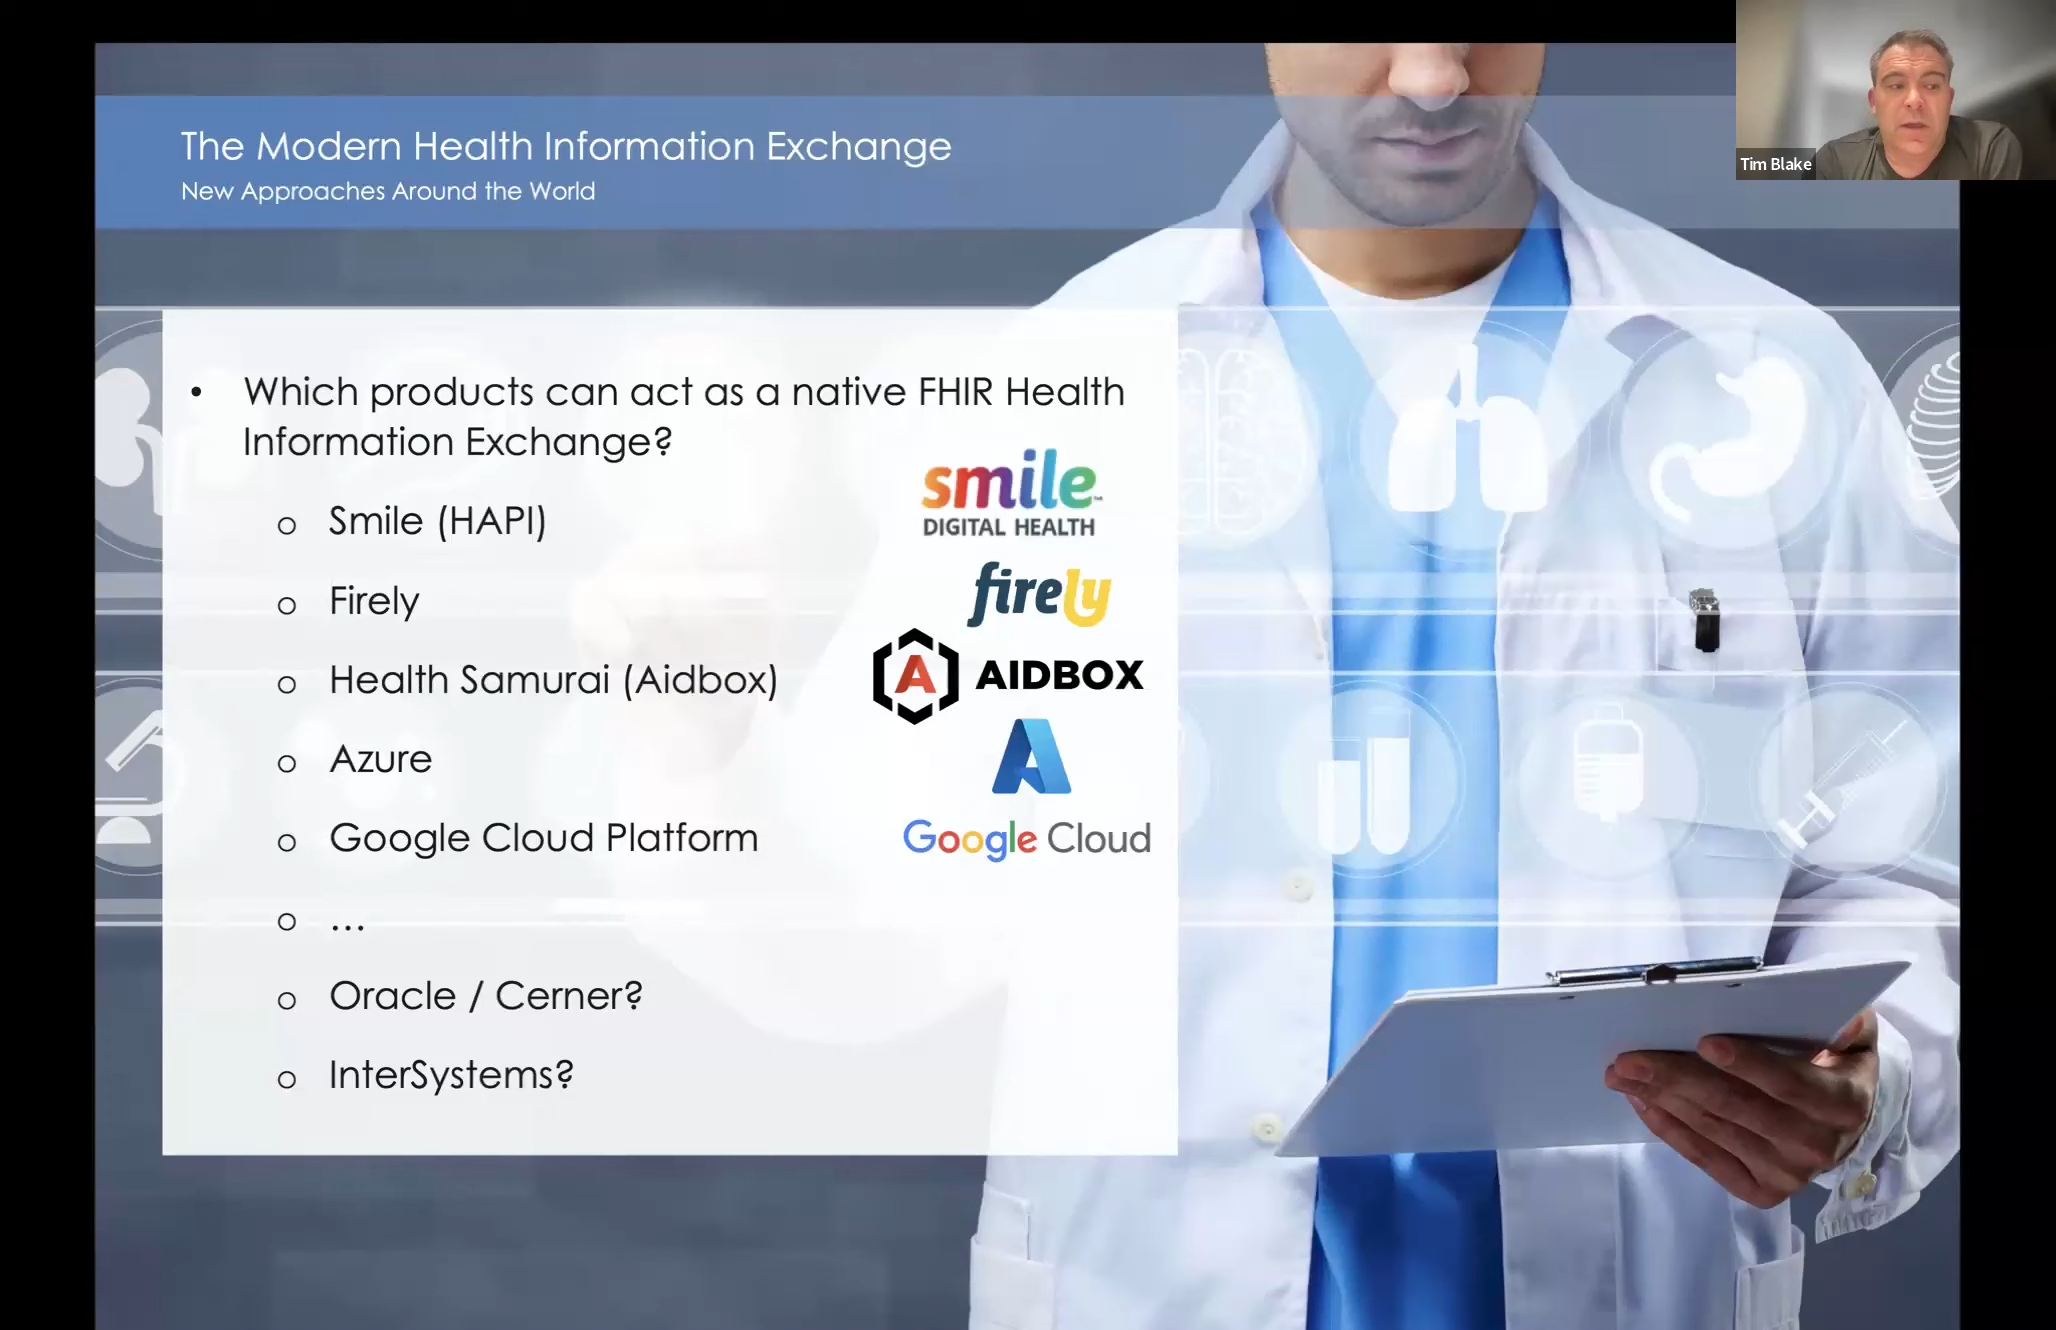 The Modern Health Information Exchange
New Approaches Around the World
Tim Blake
• Which products can act as a native FHIR Health
Information Exchange?
o Smile (HAPI)
o Firely
o Health Samurai (Aidbox)
o Azure
o Google Cloud Platform
o ...
o Oracle / Cerner?
o InterSystems?
smile
DIGITAL HEALTH
firely
A AIDBOX
A
Google Cloud